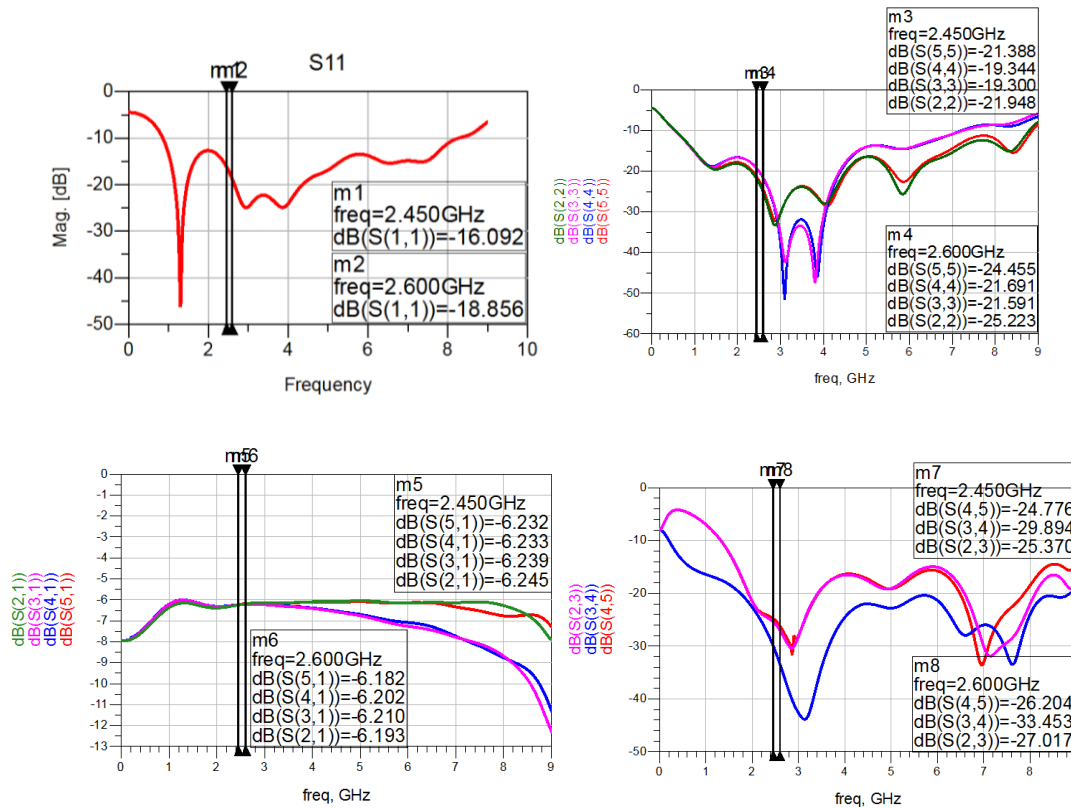 S11
m1m2
Mag. [dB]
0
-10
-20
-30
-40
-50
0
2
4
6
8
10
Frequency
m1
freq=2.450GHz
dB(S(1,1))=-16.092
m2
freq=2.600GHz
dB(S(1,1))=-18.856
m3
freq=2.450GHz
dB(S(5,5))=-21.388
dB(S(4,4))=-19.344
dB(S(3,3))=-19.300
dB(S(2,2))=-21.948
m3m4
dB(S(2,2))
dB(S(3,3))
dB(S(4,4))
dB(S(5,5))
0
-10
-20
-30
-40
-50
-60
0
1
2
3
4
5
6
7
8
9
freq, GHz
m4
freq=2.600GHz
dB(S(5,5))=-24.455
dB(S(4,4))=-21.691
dB(S(3,3))=-21.591
dB(S(2,2))=-25.223
m5m6
dB(S(2,1))
dB(S(3,1))
dB(S(4,1))
dB(S(5,1))
0
-1
-2
-3
-4
-5
-6
-7
-8
-9
-10
-11
-12
-13
0
1
2
3
4
5
6
7
8
9
freq, GHz
m5
freq=2.450GHz
dB(S(5,1))=-6.232
dB(S(4,1))=-6.233
dB(S(3,1))=-6.239
dB(S(2,1))=-6.245
m6
freq=2.600GHz
dB(S(5,1))=-6.182
dB(S(4,1))=-6.202
dB(S(3,1))=-6.210
dB(S(2,1))=-6.193
m7m8
dB(S(2,3))
dB(S(3,4))
dB(S(4,5))
0
-10
-20
-30
-40
-50
0
1
2
3
4
5
6
7
8
9
freq, GHz
m7
freq=2.450GHz
dB(S(4,5))=-24.776
dB(S(3,4))=-29.894
dB(S(2,3))=-25.370
m8
freq=2.600GHz
dB(S(4,5))=-26.204
dB(S(3,4))=-33.453
dB(S(2,3))=-27.017